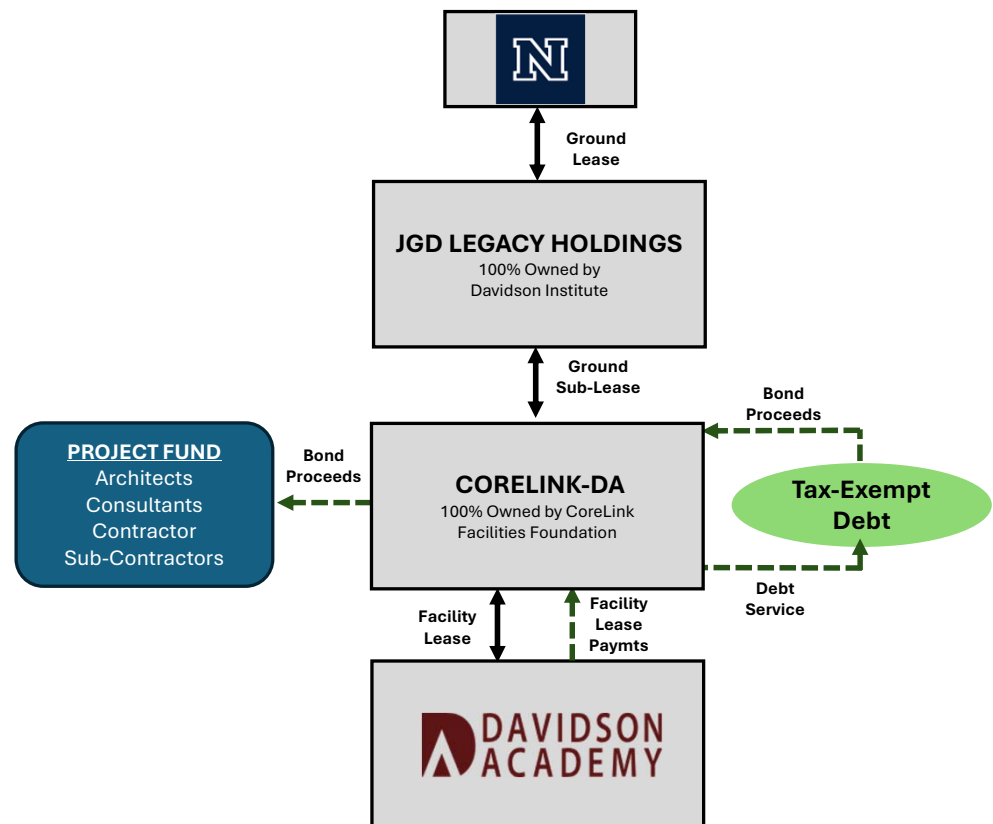 N
Ground
Lease
JGD LEGACY HOLDINGS
100% Owned by
Davidson Institute
Ground
Sub-Lease
Bond
Proceeds
PROJECT FUND
Architects
Consultants
Contractor
Sub-Contractors
Bond
Proceeds
CORELINK-DA
100% Owned by CoreLink
Facilities Foundation
Tax-Exempt
Debt
Debt
Service
Facility
Lease
Facility
Lease
Paymts
DAVIDSON
ACADEMY